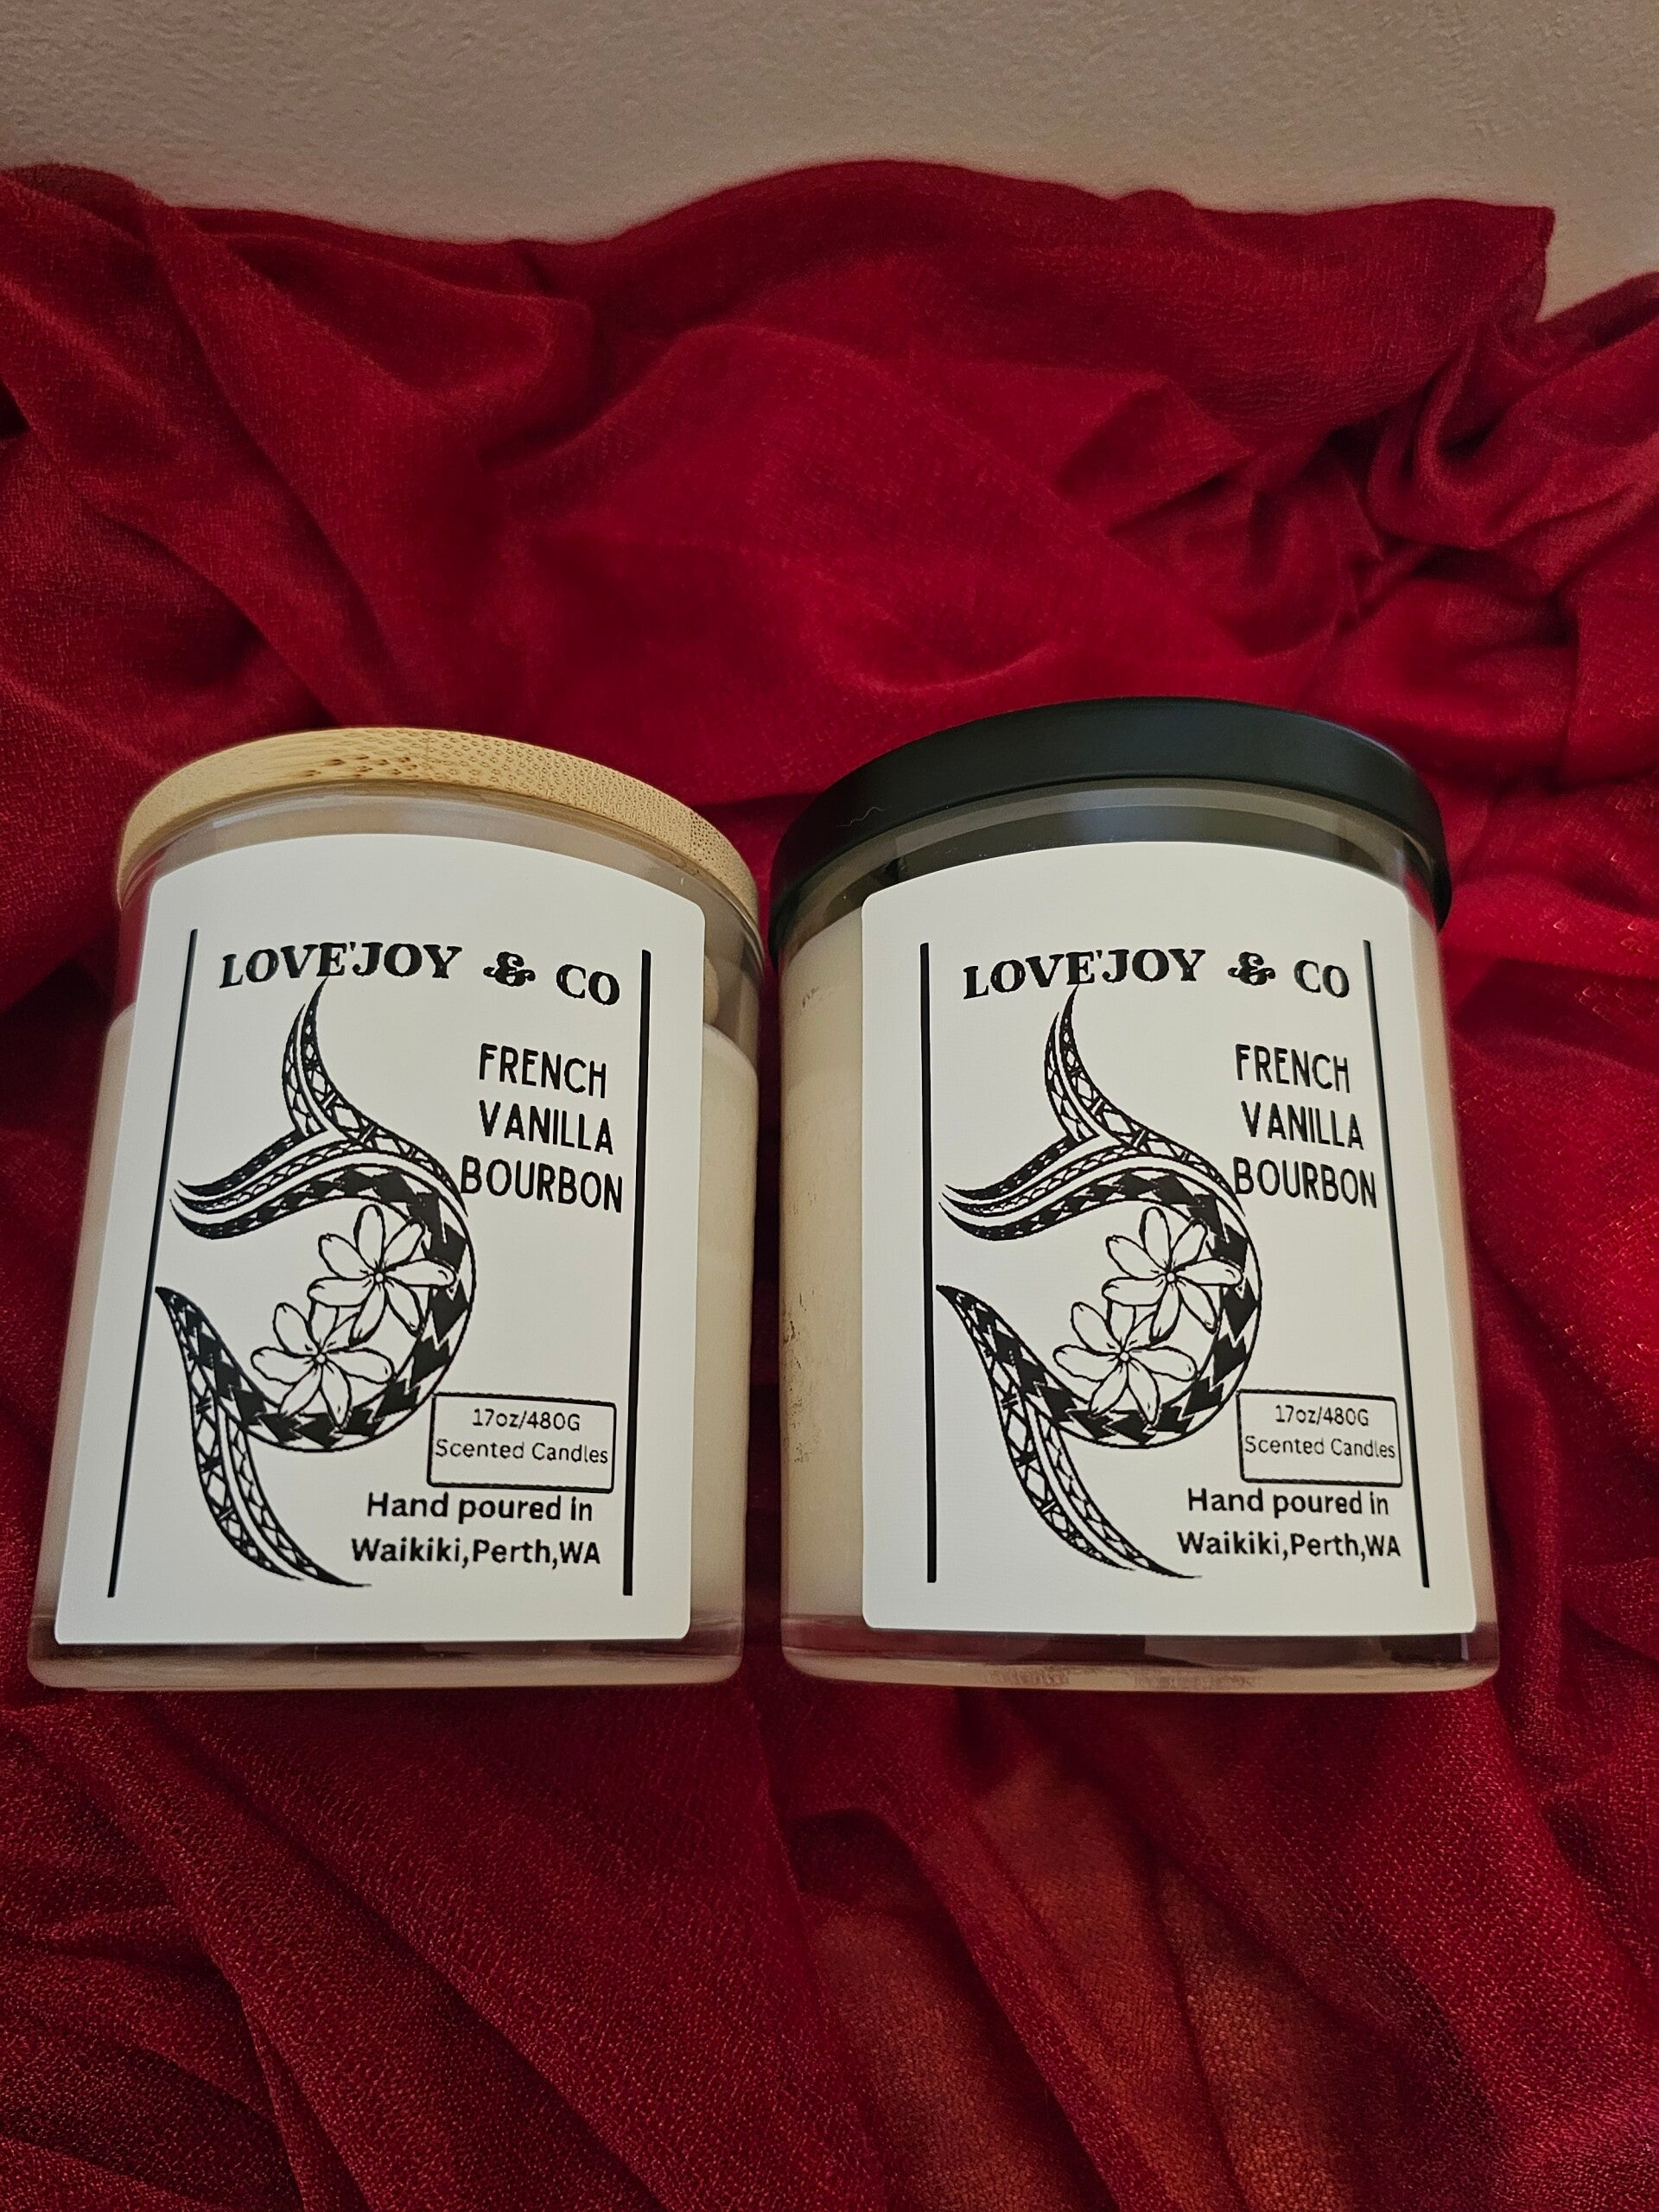 LOVE'JOY & CO
FRENCH
VANILLA
BOURBON
17oz/480G
Scented Candles
Hand poured in
Waikiki,Perth,WA
LOVE'JOY & CO
FRENCH
VANILLA
BOURBON
17oz/480G
Scented Candles
Hand poured in
Waikiki,Perth,WA